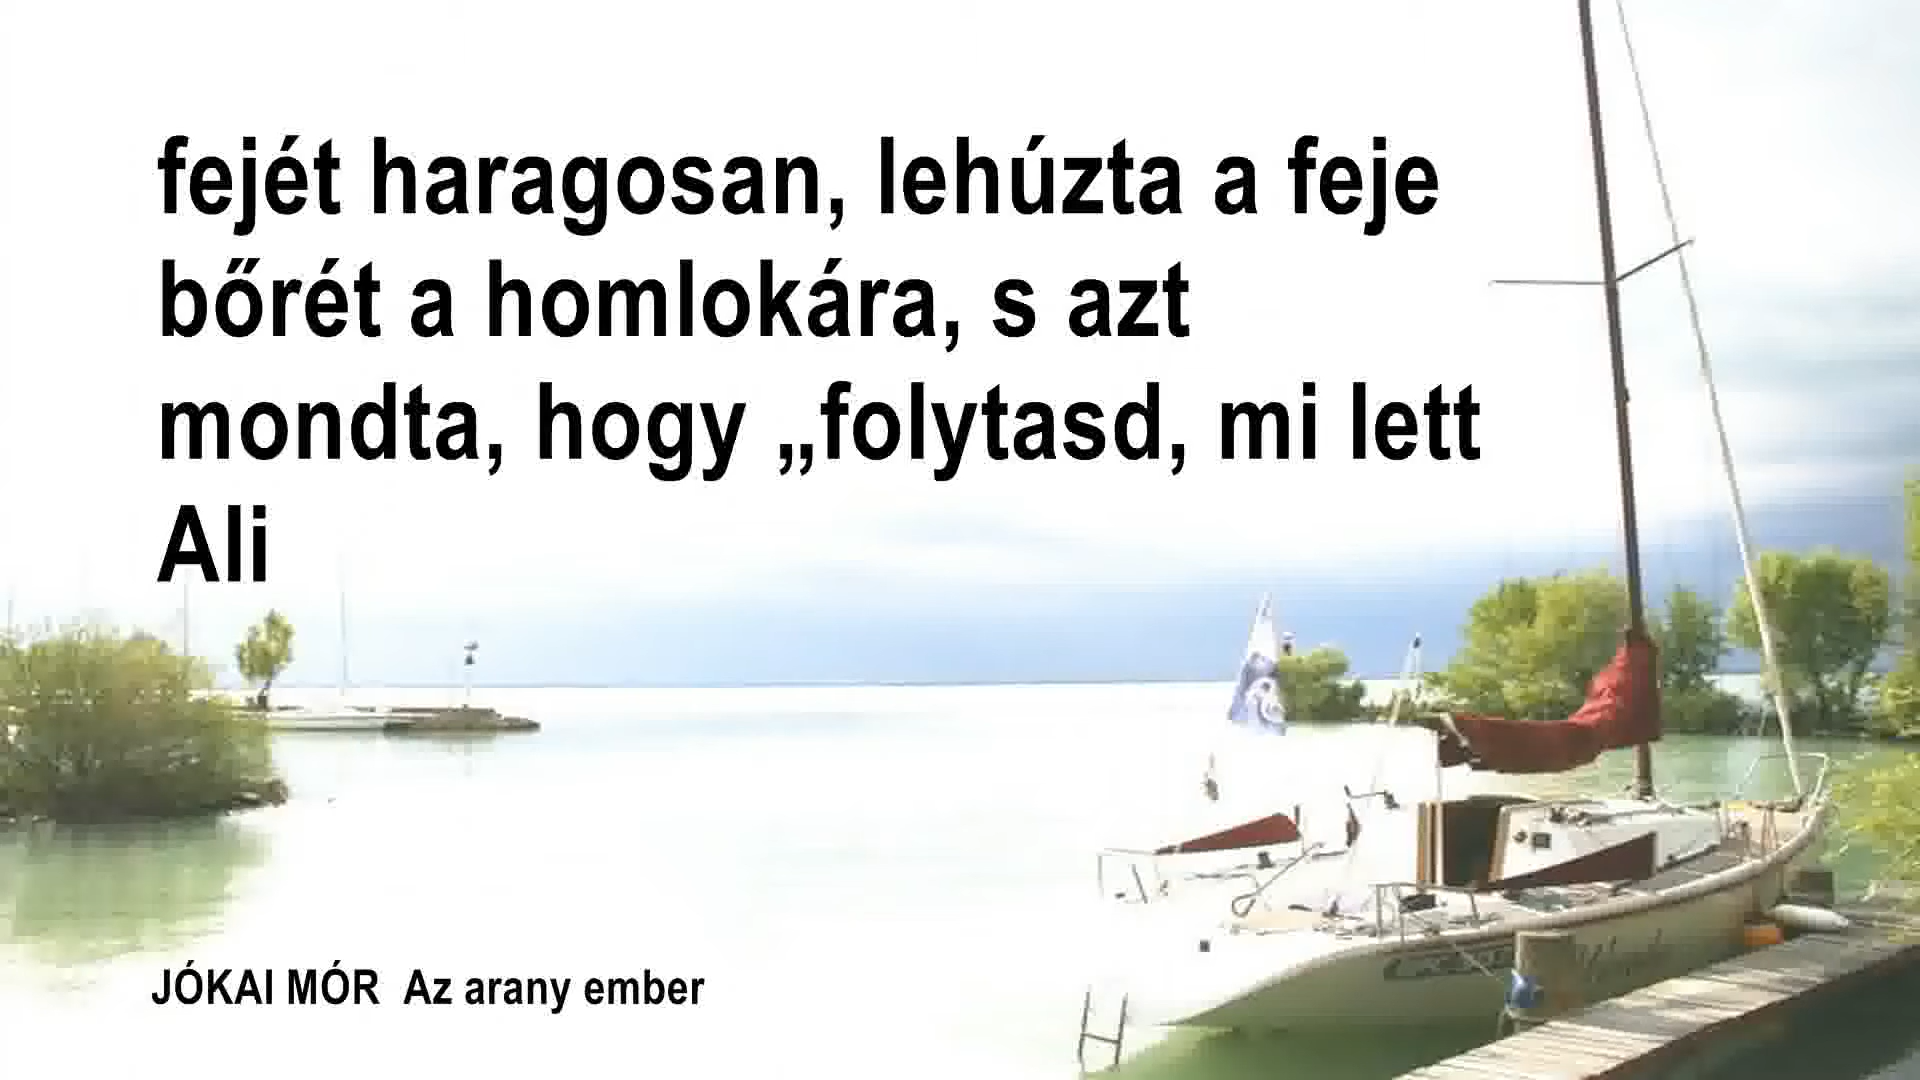 fejét haragosan, lehúzta a feje
bőrét a homlokára, s azt
mondta, hogy „folytasd, mi lett
Ali
JÓKAI MÓR Az arany ember